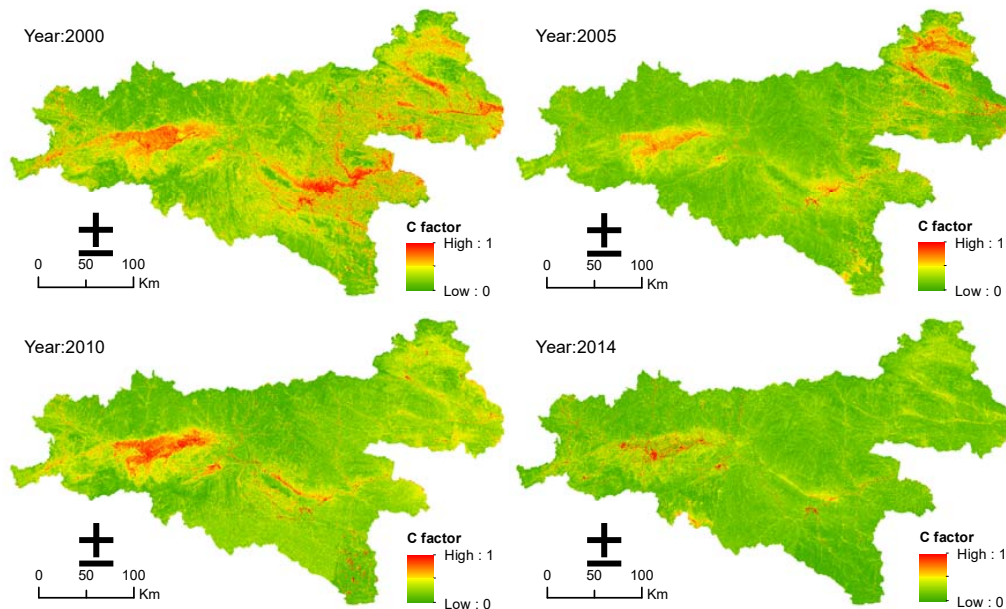 Year:2000
C factor
High : 1
Low : 0
0 50 100
Km
Year:2005
C factor
High : 1
Low : 0
0 50 100
Km
Year:2010
C factor
High : 1
Low : 0
0 50 100
Km
Year:2014
C factor
High : 1
Low : 0
0 50 100
Km